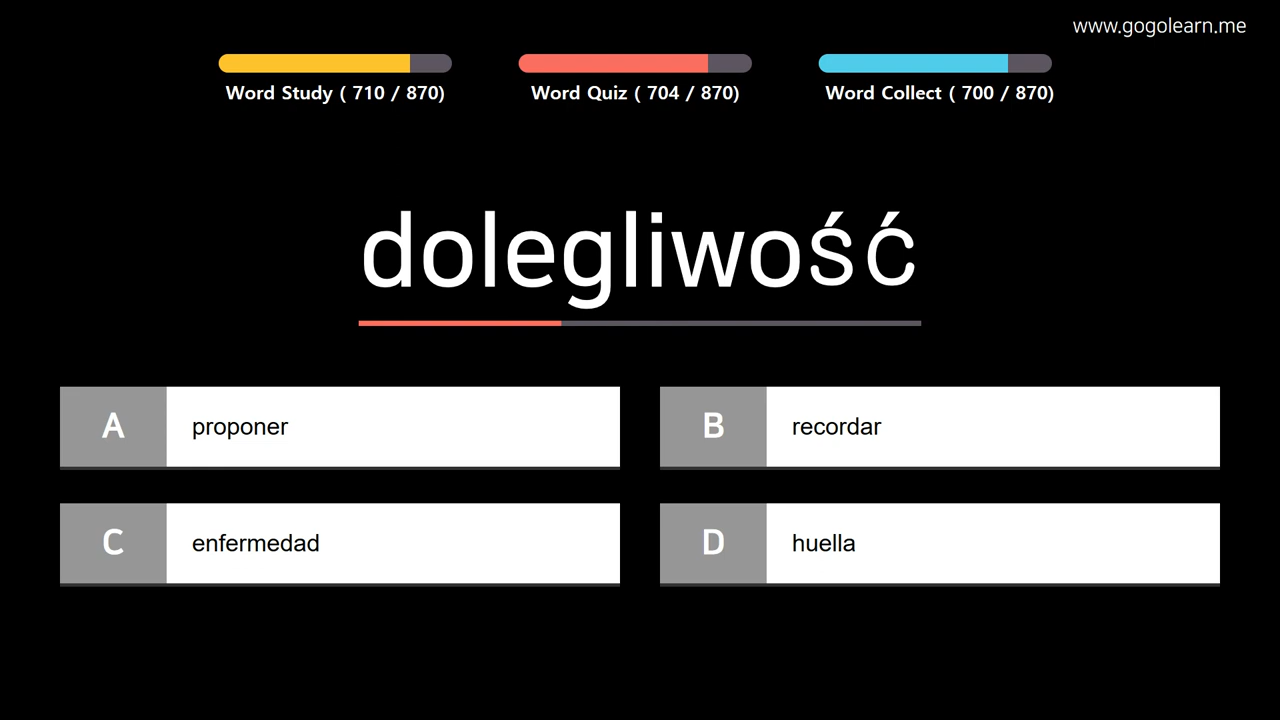 www.gogolearn.me
Word Study ( 710 / 870)
Word Quiz ( 704 / 870)
Word Collect ( 700 / 870)
dolegliwość
A proponer
B recordar
C enfermedad
D huella